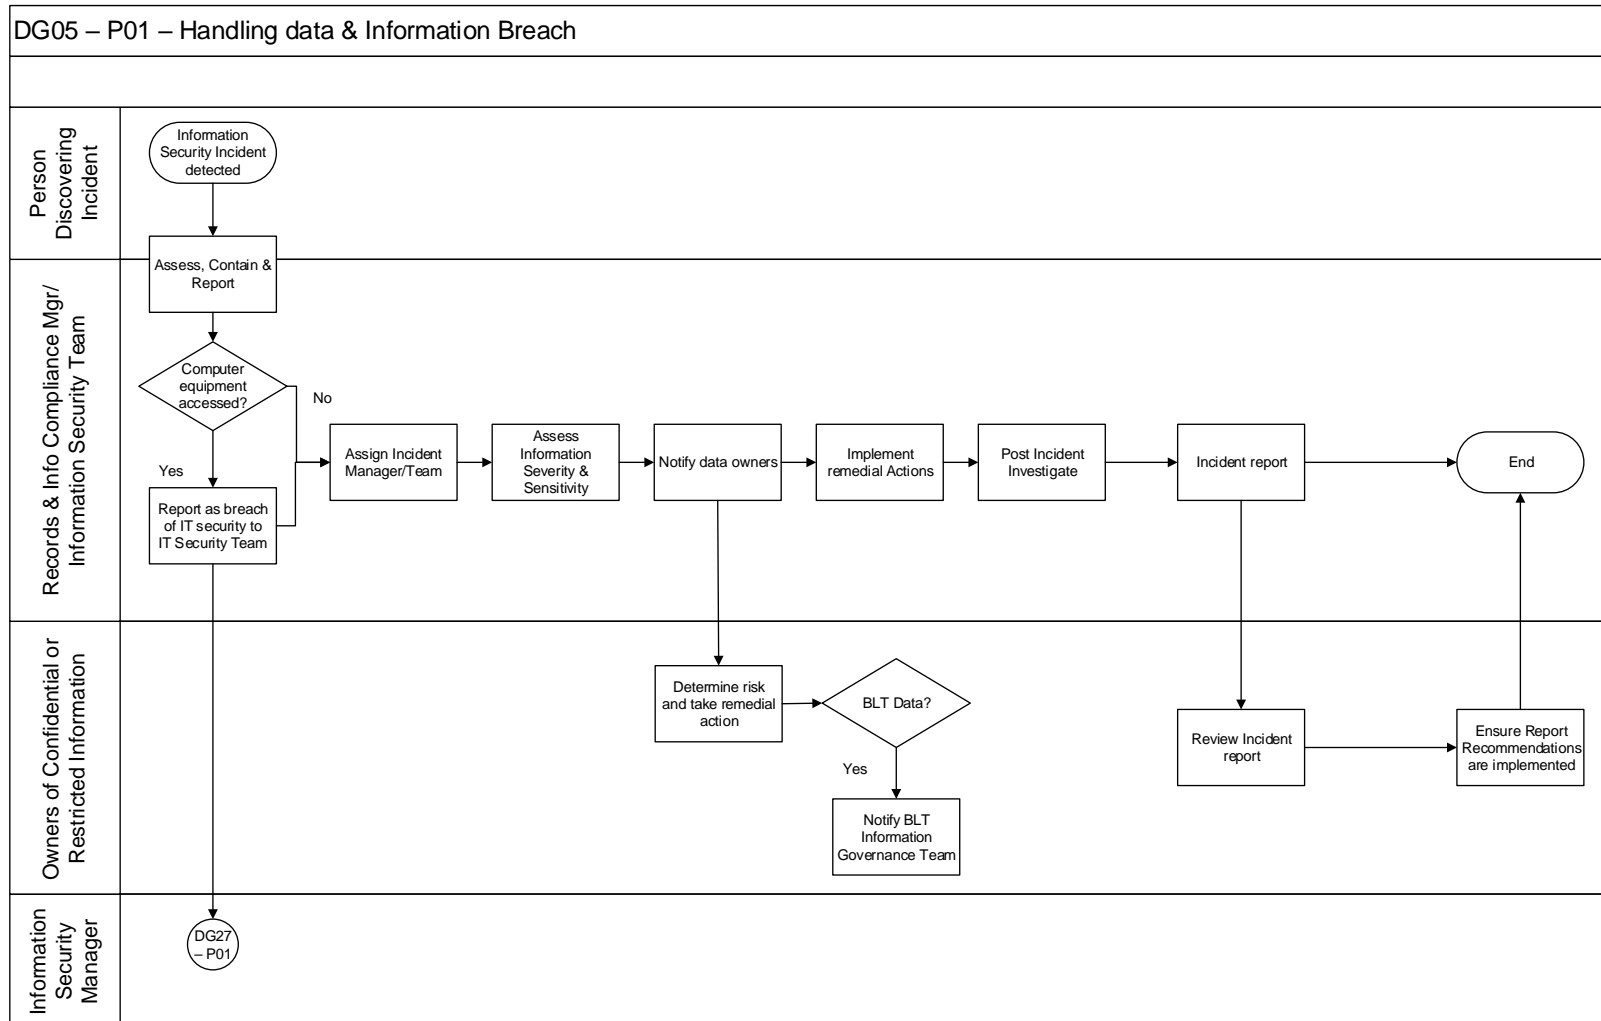 DG05 – P01 – Handling data & Information Breach
Person
Discovering
Incident
Information
Security Incident
detected
Assess, Contain &
Report
Records & Info Compliance Mgr/
Information Security Team
Computer
equipment
accessed?
No
Yes
Report as breach
of IT security to
IT Security Team
Assign Incident
Manager/Team
Assess
Information
Severity &
Sensitivity
Notify data owners
Implement
remedial Actions
Post Incident
Investigate
Incident report
End
Owners of Confidential or
Restricted Information
Determine risk
and take remedial
action
BLT Data?
Yes
Notify BLT
Information
Governance Team
Review Incident
report
Ensure Report
Recommendations
are implemented
Information
Security
Manager
DG27
– P01